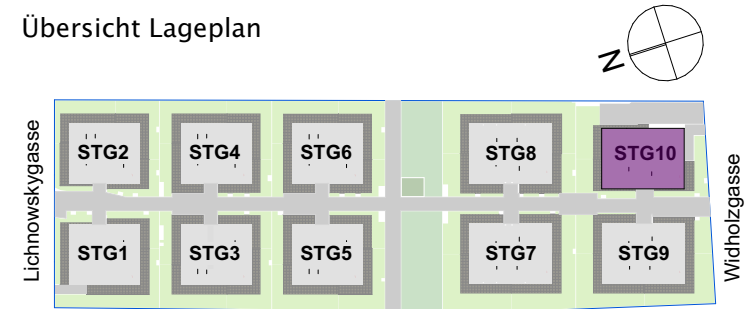 Übersicht Lageplan
N
Lichnowskygasse
STG2 STG4 STG6 STG8 STG10
Widholzgasse
STG1 STG3 STG5 STG7 STG9